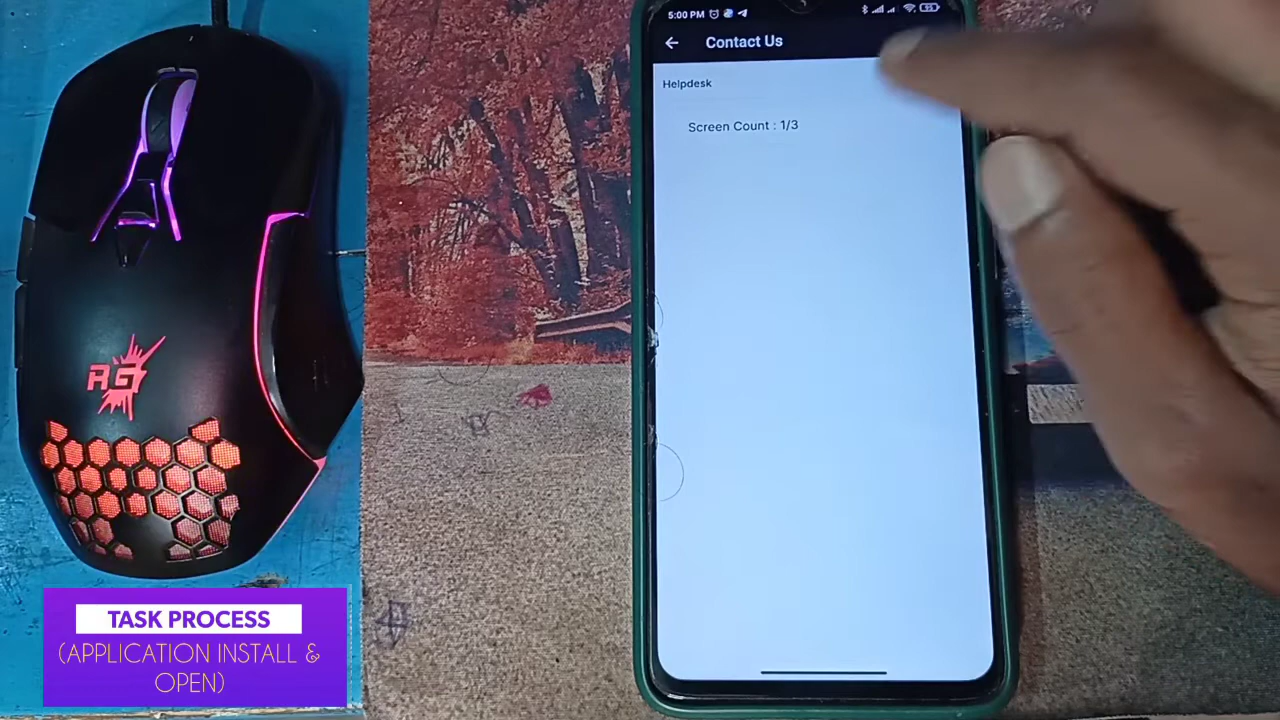 5:00 PM
Contact Us
Helpdesk
Screen Count : 1/3
RG
TASK PROCESS
(APPLICATION INSTALL &
OPEN)